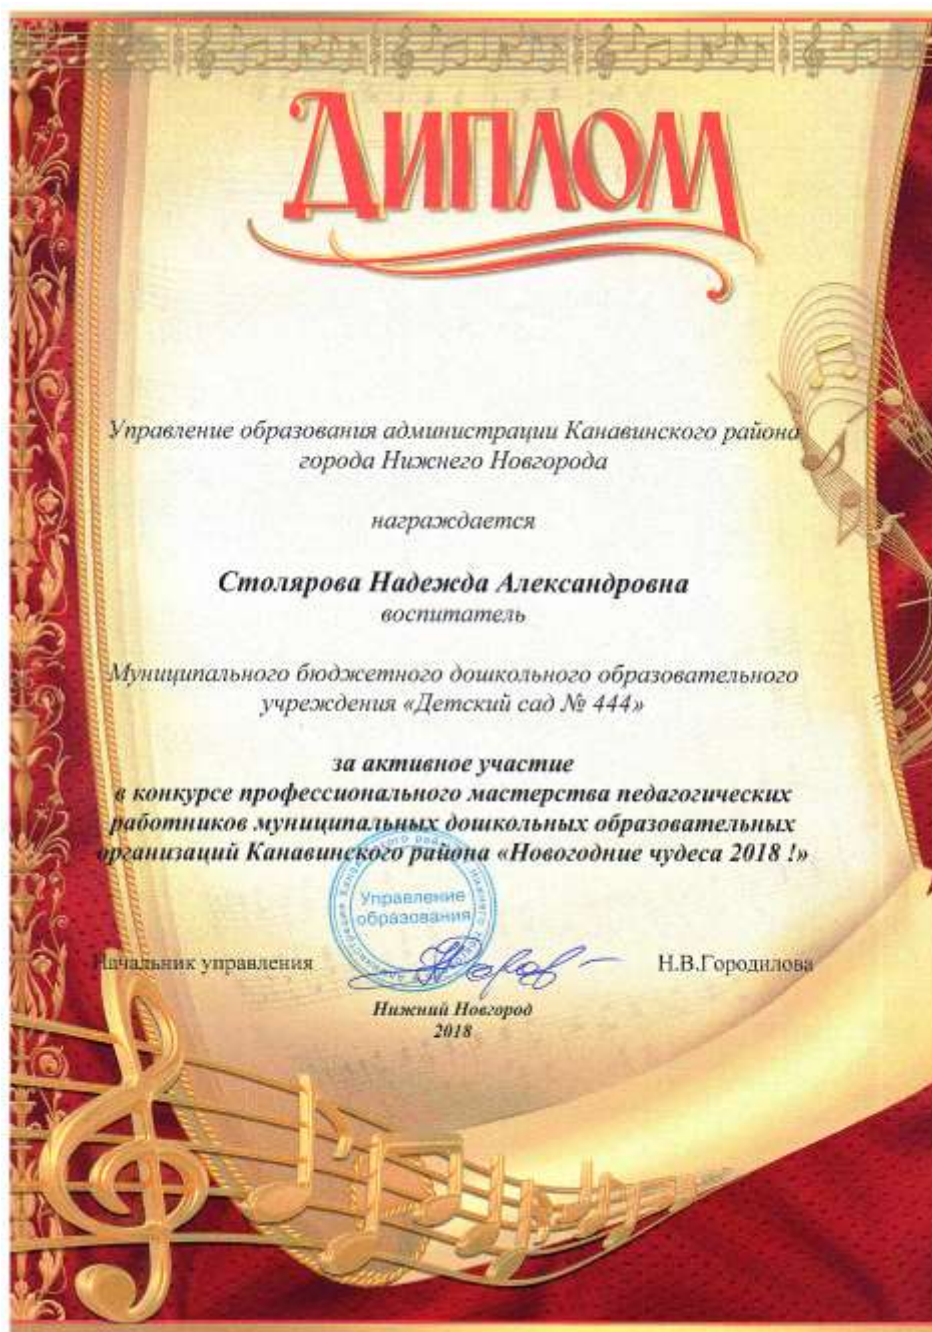 ДИПЛОМ
Управление образования администрации Канавинского района
города Нижнего Новгорода
награждается
Столярова Надежда Александровна
воспитатель
Муниципального бюджетного дошкольного образовательного
учреждения «Детский сад № 444»
за активное участие
в конкурсе профессионального мастерства педагогических
работников муниципальных дошкольных образовательных
организаций Канавинского района «Новогодние чудеса 2018 !»
Управление
образования
Начальник управления Н.В.Городилова
Нижний Новгород
2018